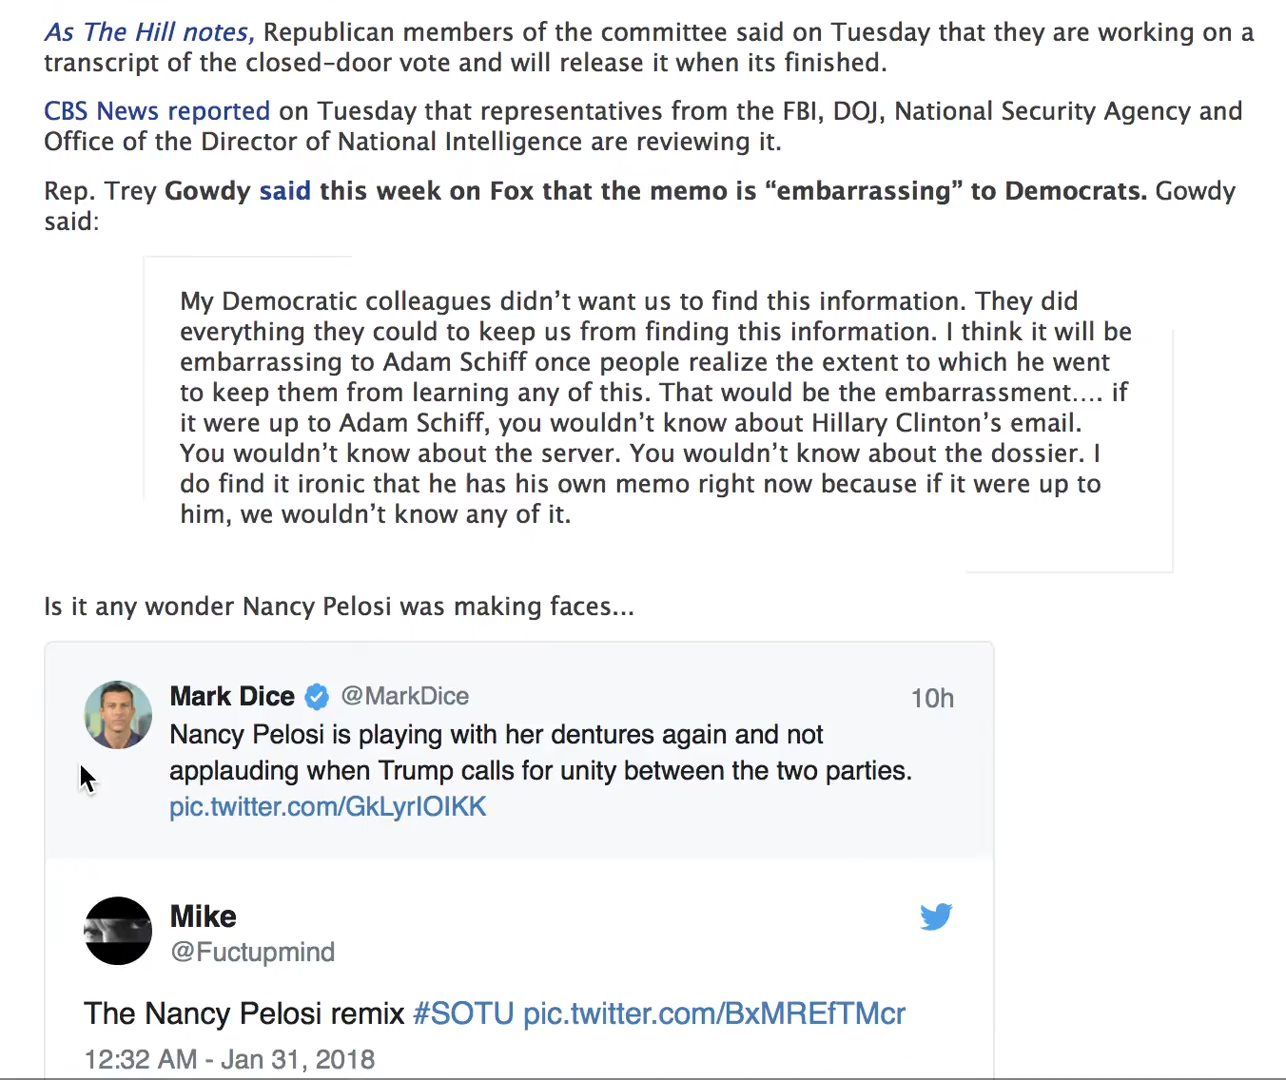 As The Hill notes, Republican members of the committee said on Tuesday that they are working on a
transcript of the closed-door vote and will release it when its finished.
CBS News reported on Tuesday that representatives from the FBI, DOJ, National Security Agency and
Office of the Director of National Intelligence are reviewing it.
Rep. Trey Gowdy said this week on Fox that the memo is “embarrassing” to Democrats. Gowdy
said:
My Democratic colleagues didn’t want us to find this information. They did
everything they could to keep us from finding this information. I think it will be
embarrassing to Adam Schiff once people realize the extent to which he went
to keep them from learning any of this. That would be the embarrassment…. if
it were up to Adam Schiff, you wouldn’t know about Hillary Clinton’s email.
You wouldn’t know about the server. You wouldn’t know about the dossier. I
do find it ironic that he has his own memo right now because if it were up to
him, we wouldn’t know any of it.
Is it any wonder Nancy Pelosi was making faces...
Mark Dice @MarkDice 10h
Nancy Pelosi is playing with her dentures again and not
applauding when Trump calls for unity between the two parties.
pic.twitter.com/GkLyrIOIKK
Mike
@Fuctupmind
The Nancy Pelosi remix #SOTU pic.twitter.com/BxMREfTMcr
12:32 AM - Jan 31, 2018